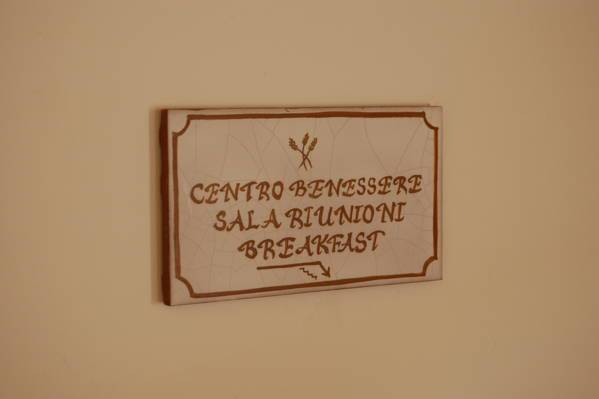 CENTRO BENESSERE
SALA RIUNIONI
BREAKFAST